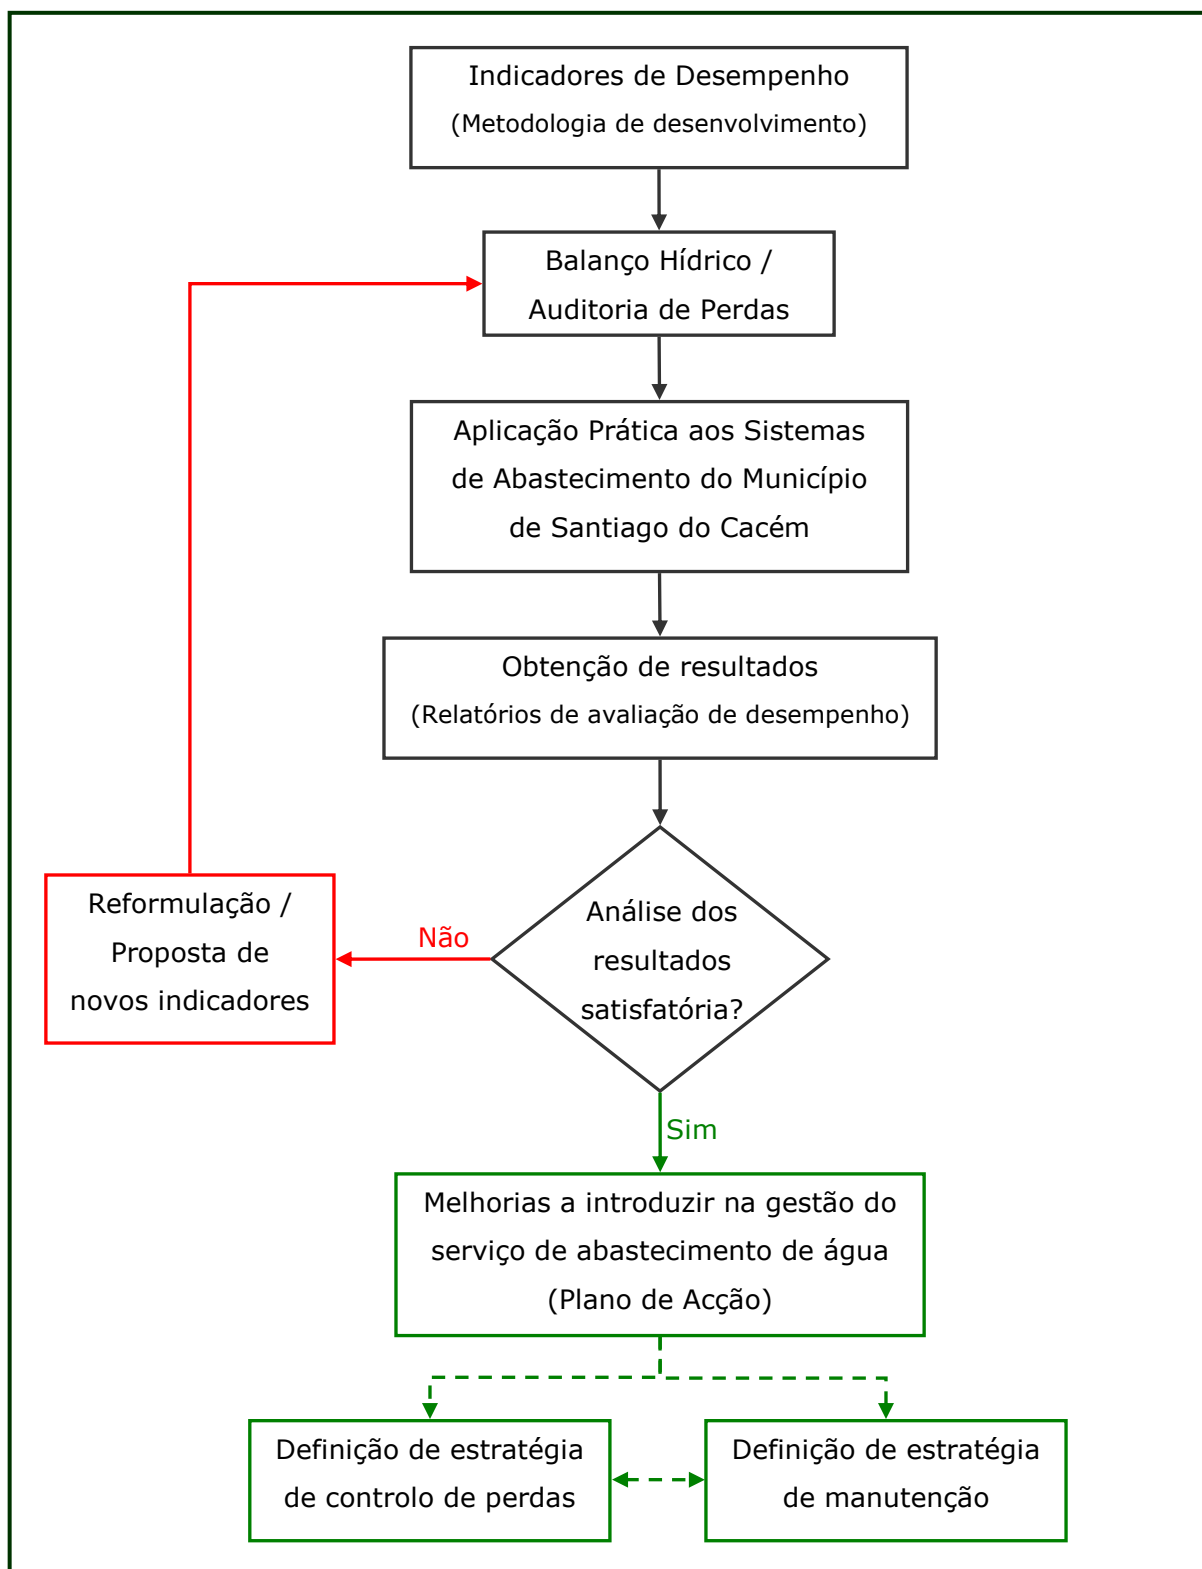 Indicadores de Desempenho
(Metodologia de desenvolvimento)
Balanço Hídrico /
Auditoria de Perdas
Aplicação Prática aos Sistemas
de Abastecimento do Município
de Santiago do Cacém
Obtenção de resultados
(Relatórios de avaliação de desempenho)
Análise dos
resultados
satisfatória?
Não
Reformulação /
Proposta de
novos indicadores
Sim
Melhorias a introduzir na gestão do
serviço de abastecimento de água
(Plano de Acção)
Definição de estratégia
de controlo de perdas
Definição de estratégia
de manutenção